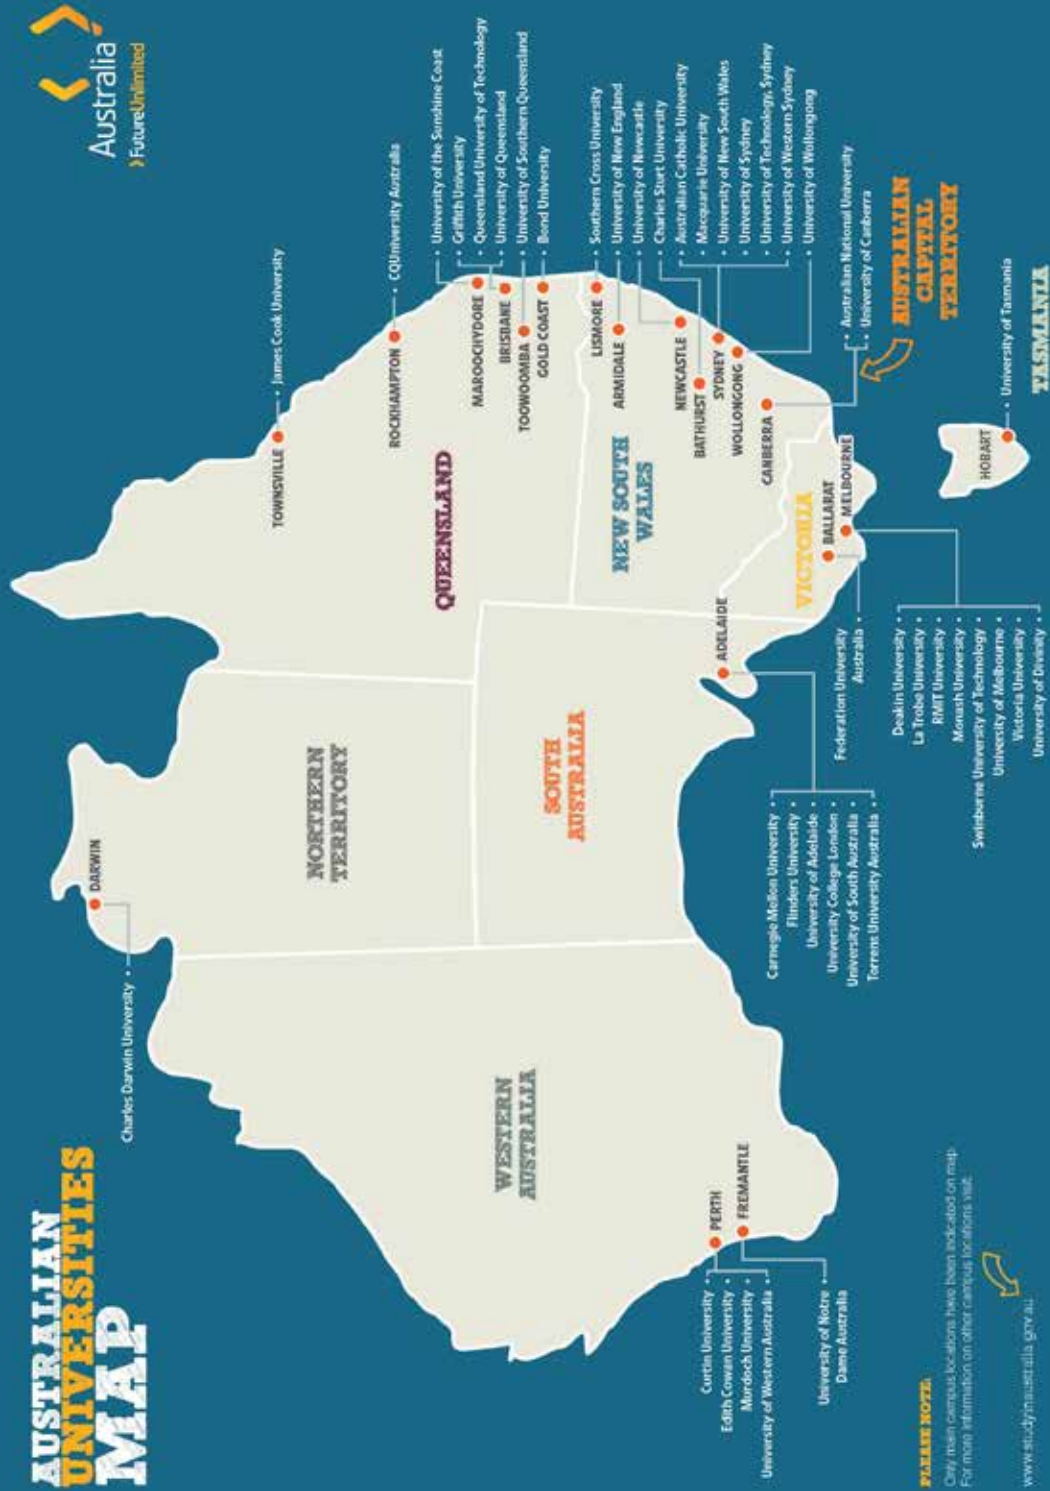 AUSTRALIAN
UNIVERSITIES
MAP
Australia
FutureUnlimited
Charles Darwin University
DARWIN
James Cook University
TOWNSVILLE
CQUniversity Australia
ROCKHAMPTON
University of the Sunshine Coast
Griffith University
Queensland University of Technology
University of Queensland
University of Southern Queensland
Bond University
MAROOCHYDORE
BRISBANE
TOOWOOMBA
GOLD COAST
NORTHERN
TERRITORY
QUEENSLAND
WESTERN
AUSTRALIA
SOUTH
AUSTRALIA
NEW SOUTH
WALES
Southern Cross University
University of New England
University of Newcastle
Charles Sturt University
Australian Catholic University
Macquarie University
University of New South Wales
University of Sydney
University of Technology, Sydney
University of Western Sydney
University of Wollongong
LISMORE
ARMIDALE
NEWCASTLE
BATHURST
SYDNEY
WOLLONGONG
CANBERRA
Australian National University
University of Canberra
AUSTRALIAN
CAPITAL
TERRITORY
VICTORIA
BALLARAT
MELBOURNE
ADELAIDE
PERTH
FREMANTLE
Curtin University
Edith Cowan University
Murdoch University
University of Western Australia
University of Notre
Dame Australia
Carnegie Mellon University
Flinders University
University of Adelaide
University College London
University of South Australia
Torrens University Australia
Federation University
Australia
Deakin University
La Trobe University
RMIT University
Monash University
Swinburne University of Technology
University of Melbourne
Victoria University
University of Divinity
HOBART
University of Tasmania
TASMANIA
PLEASE NOTE:
Only main campus locations have been indicated on map.
For more information on other campus locations visit:
www.studyinaustralia.gov.au